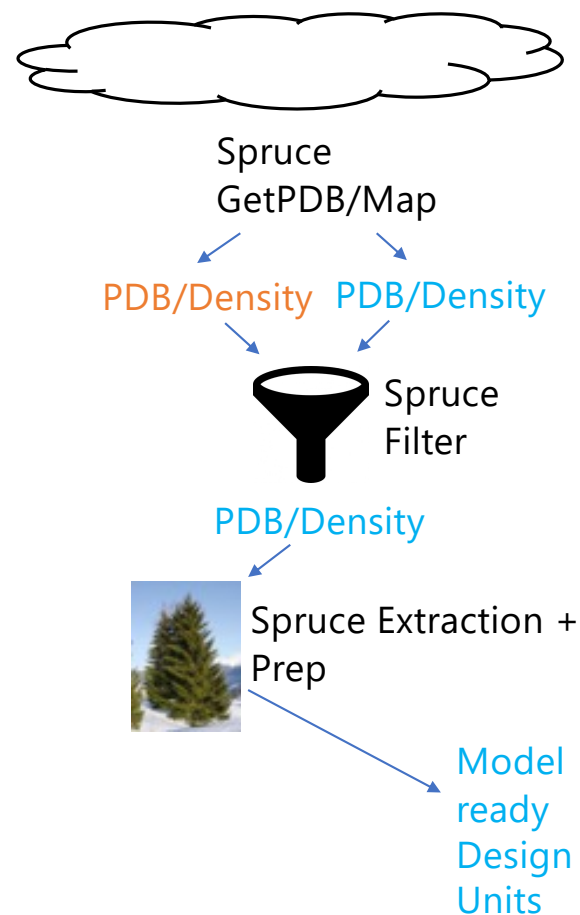 Spruce
GetPDB/Map
PDB/Density PDB/Density
Spruce
Filter
PDB/Density
Spruce Extraction +
Prep
Model
ready
Design
Units